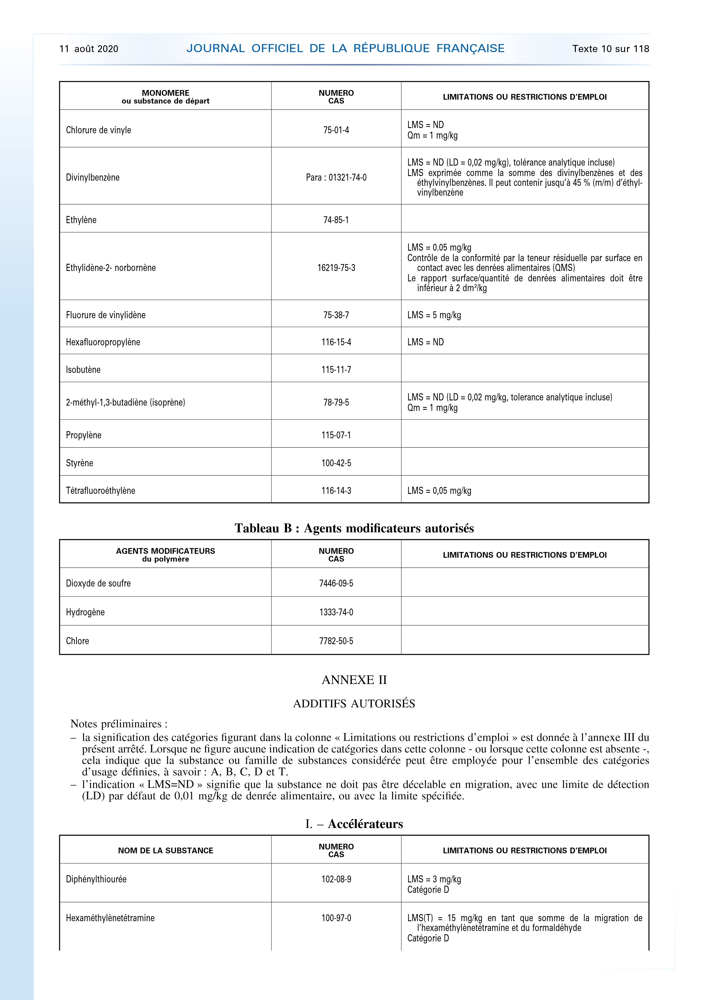 11 août 2020
JOURNAL OFFICIEL DE LA RÉPUBLIQUE FRANÇAISE
Texte 10 sur 118
MONOMERE
ou substance de départ
NUMERO
CAS
LIMITATIONS OU RESTRICTIONS D’EMPLOI
Chlorure de vinyle
75-01-4
LMS = ND
Qm = 1 mg/kg
Divinylbenzène
Para : 01321-74-0
LMS = ND (LD = 0,02 mg/kg), tolérance analytique incluse)
LMS exprimée comme la somme des divinylbenzènes et des
éthylvinylbenzènes. Il peut contenir jusqu’à 45 % (m/m) d’éthyl-
vinylbenzène
Ethylène
74-85-1
Ethylidène-2- norbornène
16219-75-3
LMS = 0.05 mg/kg
Contrôle de la conformité par la teneur résiduelle par surface en
contact avec les denrées alimentaires (QMS)
Le rapport surface/quantité de denrées alimentaires doit être
inférieur à 2 dm²/kg
Fluorure de vinylidène
75-38-7
LMS = 5 mg/kg
Hexafluoropropylène
116-15-4
LMS = ND
Isobutène
115-11-7
2-méthyl-1,3-butadiène (isoprène)
78-79-5
LMS = ND (LD = 0,02 mg/kg, tolerance analytique incluse)
Qm = 1 mg/kg
Propylène
115-07-1
Styrène
100-42-5
Tétrafluoroéthylène
116-14-3
LMS = 0,05 mg/kg
Tableau B : Agents modificateurs autorisés
AGENTS MODIFICATEURS
du polymère
NUMERO
CAS
LIMITATIONS OU RESTRICTIONS D’EMPLOI
Dioxyde de soufre
7446-09-5
Hydrogène
1333-74-0
Chlore
7782-50-5
ANNEXE II
ADDITIFS AUTORISÉS
Notes préliminaires :
– la signification des catégories figurant dans la colonne « Limitations ou restrictions d’emploi » est donnée à l’annexe III du
présent arrêté. Lorsque ne figure aucune indication de catégories dans cette colonne - ou lorsque cette colonne est absente -,
cela indique que la substance ou famille de substances considérée peut être employée pour l’ensemble des catégories
d’usage définies, à savoir : A, B, C, D et T.
– l’indication « LMS=ND » signifie que la substance ne doit pas être décelable en migration, avec une limite de détection
(LD) par défaut de 0,01 mg/kg de denrée alimentaire, ou avec la limite spécifiée.
I. – Accélérateurs
NOM DE LA SUBSTANCE
NUMERO
CAS
LIMITATIONS OU RESTRICTIONS D’EMPLOI
Diphénylthiourée
102-08-9
LMS = 3 mg/kg
Catégorie D
Hexaméthylènetétramine
100-97-0
LMS(T) = 15 mg/kg en tant que somme de la migration de
l’hexaméthylènetétramine et du formaldéhyde
Catégorie D